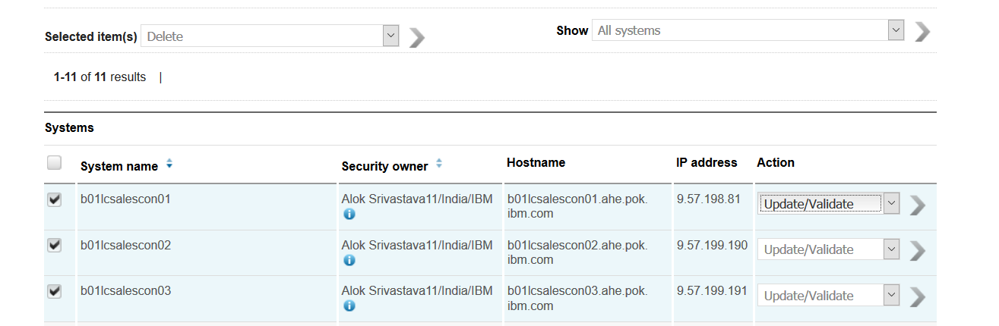 Selected item(s) Delete Show All systems
1-11 of 11 results |
Systems
System name Security owner Hostname IP address Action
b01lcsalescon01 Alok Srivastava11/India/IBM b01lcsalescon01.ahe.pok. 9.57.198.81 Update/Validate
ibm.com
b01lcsalescon02 Alok Srivastava11/India/IBM b01lcsalescon02.ahe.pok. 9.57.199.190 Update/Validate
ibm.com
b01lcsalescon03 Alok Srivastava11/India/IBM b01lcsalescon03.ahe.pok. 9.57.199.191 Update/Validate
ibm.com